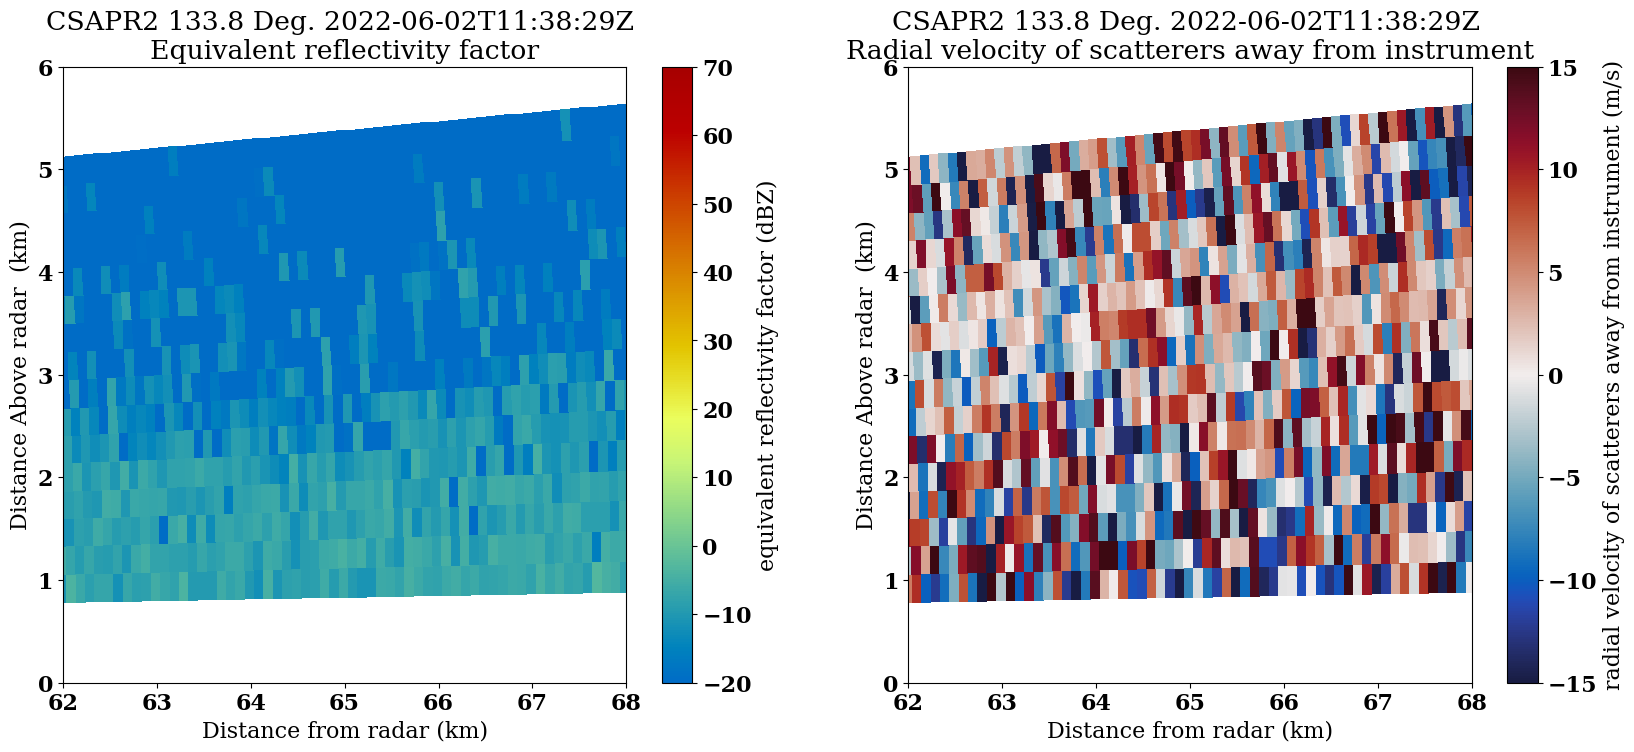 CSAPR2 133.8 Deg. 2022-06-02T11:38:29Z
Equivalent reflectivity factor
6
5
4
3
2
1
0
62 63 64 65 66 67 68
Distance Above radar  (km)
Distance from radar (km)
70
60
50
40
30
20
10
0
−10
−20
equivalent reflectivity factor (dBZ)
CSAPR2 133.8 Deg. 2022-06-02T11:38:29Z
Radial velocity of scatterers away from instrument
6
5
4
3
2
1
0
62 63 64 65 66 67 68
Distance Above radar  (km)
Distance from radar (km)
15
10
5
0
−5
−10
−15
radial velocity of scatterers away from instrument (m/s)